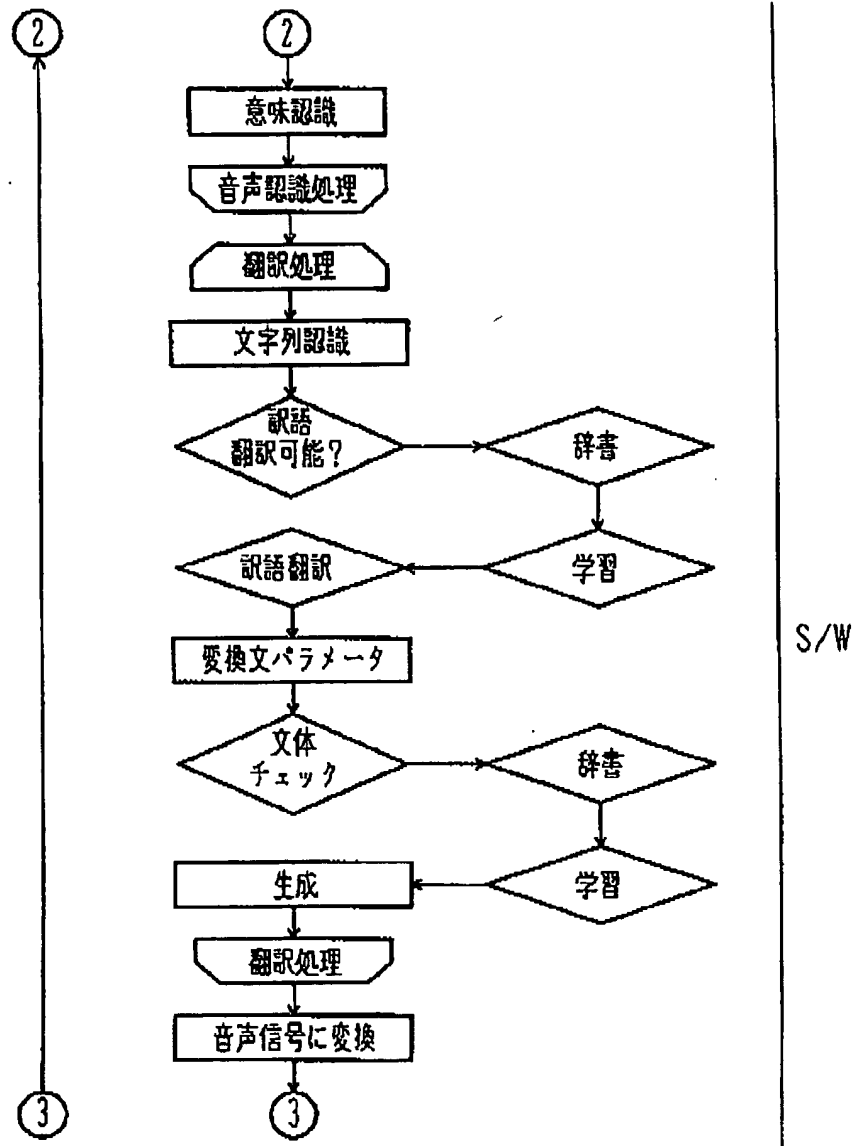 2
2
意味認識
音声認識処理
翻訳処理
文字列認識
訳語
翻訳可能?
辞書
訳語翻訳
学習
S/W
変換文パラメータ
文体
チェック
辞書
生成
学習
翻訳処理
音声信号に変換
3
3